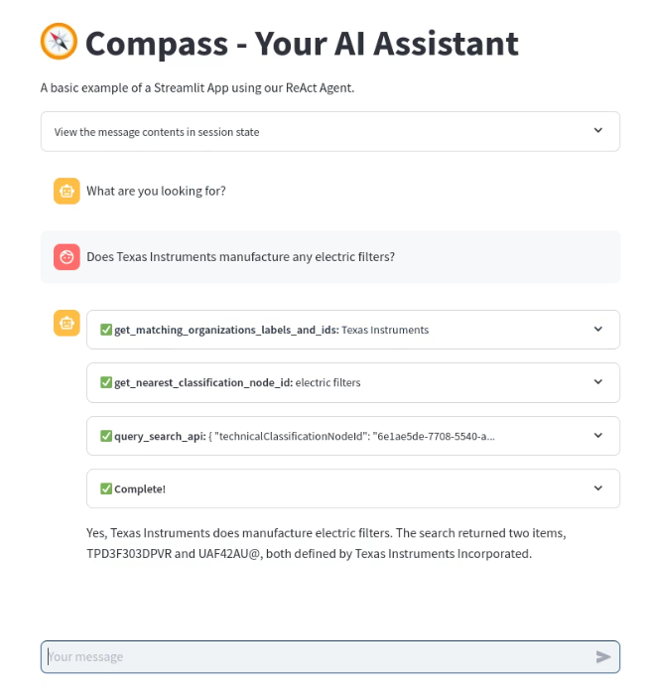 Compass - Your AI Assistant
A basic example of a Streamlit App using our ReAct Agent.
View the message contents in session state
What are you looking for?
Does Texas Instruments manufacture any electric filters?
get_matching_organizations_labels_and_ids: Texas Instruments
get_nearest_classification_node_id: electric filters
query_search_api: { "technicalClassificationNodeId": "6e1ae5de-7708-5540-a...
Complete!
Yes, Texas Instruments does manufacture electric filters. The search returned two items,
TPD3F303DPVR and UAF42AU@, both defined by Texas Instruments Incorporated.
Your message